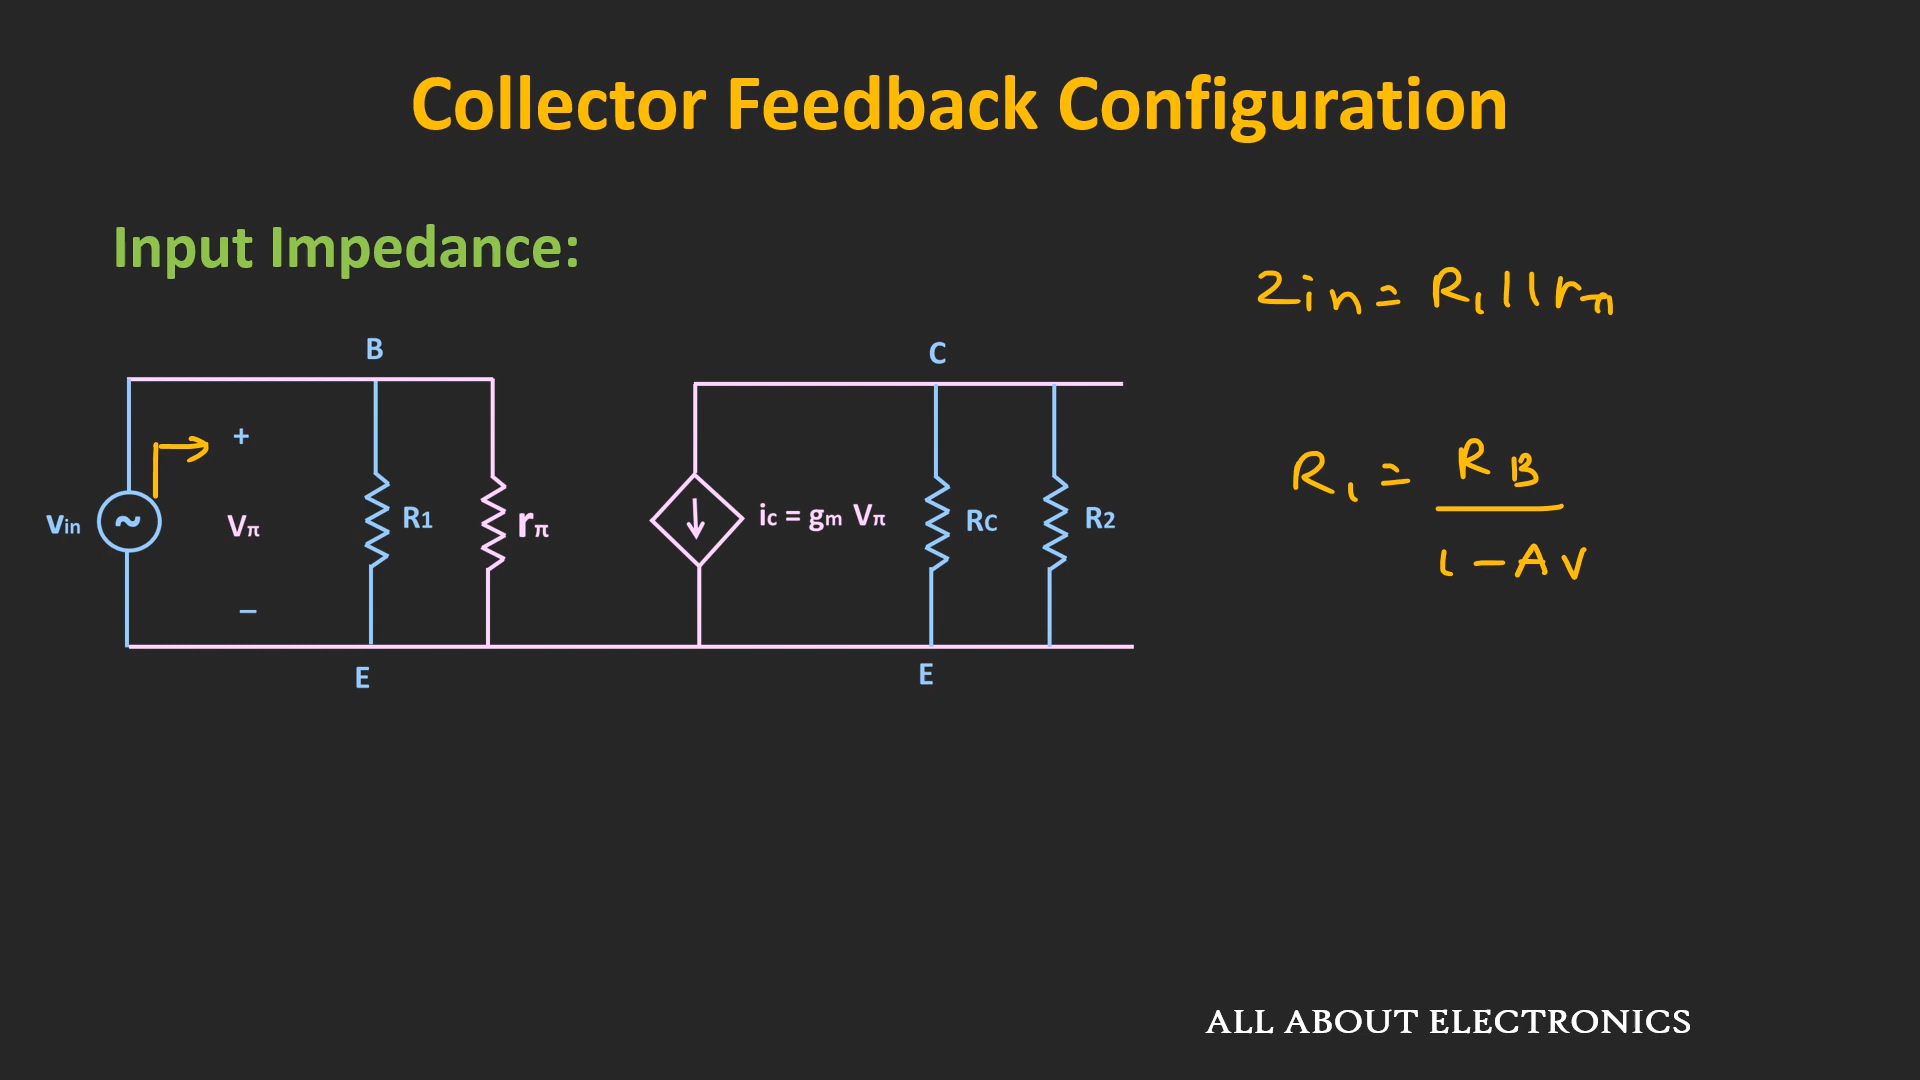 Collector Feedback Configuration
Input Impedance:
Zin = R1 || rπ
B
C
+
R1 = RB / 1 - AV
vin
~
Vπ
R1
rπ
ic = gm Vπ
RC
R2
–
E
E
ALL ABOUT ELECTRONICS